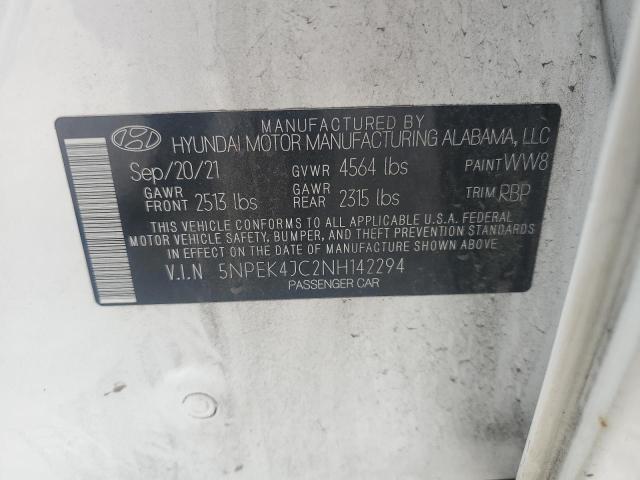 MANUFACTURED BY
HYUNDAI MOTOR MANUFACTURING ALABAMA, LLC
Sep/20/21 GVWR 4564 lbs PAINT WW8
GAWR FRONT 2513 lbs GAWR REAR 2315 lbs TRIM RBP
THIS VEHICLE CONFORMS TO ALL APPLICABLE U.S.A. FEDERAL
MOTOR VEHICLE SAFETY, BUMPER, AND THEFT PREVENTION STANDARDS
IN EFFECT ON THE DATE OF MANUFACTURE SHOWN ABOVE.
V.I.N 5NPEK4JC2NH142294
PASSENGER CAR